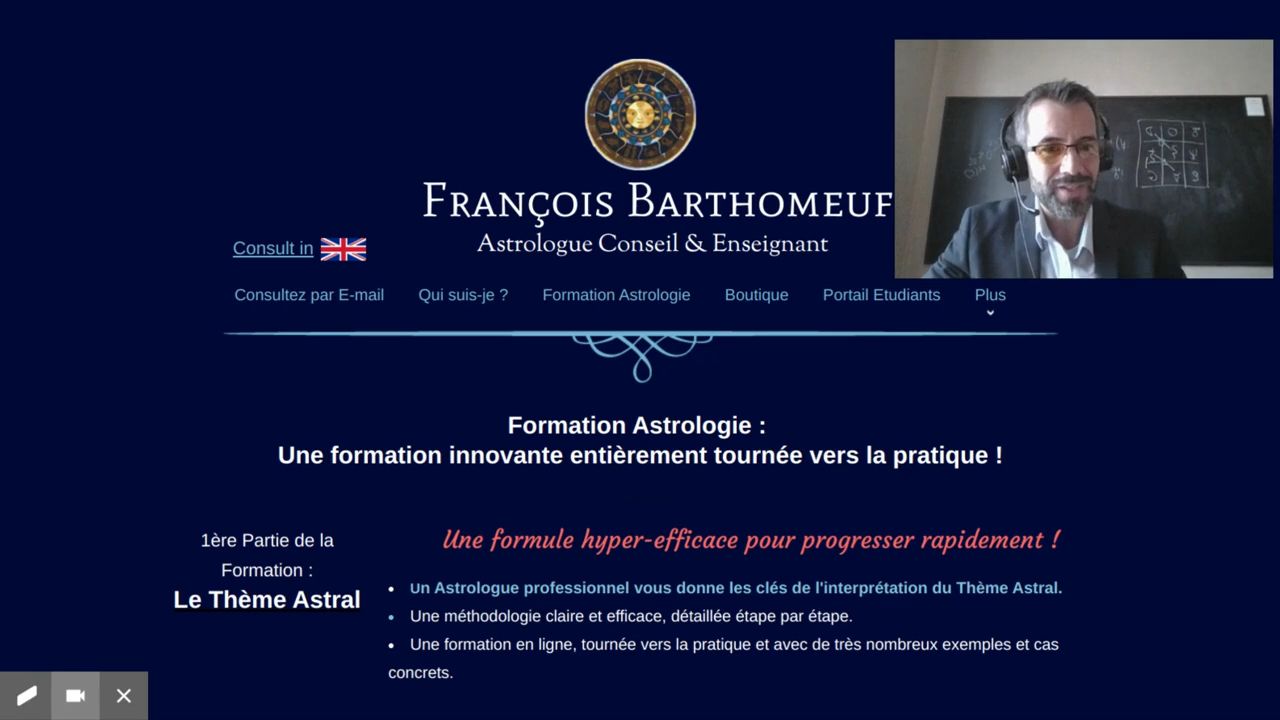 François Barthomeuf
Astrologue Conseil & Enseignant
Consult in
Consultez par E-mail
Qui suis-je ?
Formation Astrologie
Boutique
Portail Etudiants
Plus
Formation Astrologie :
Une formation innovante entièrement tournée vers la pratique !
1ère Partie de la
Formation :
Le Thème Astral
Une formule hyper-efficace pour progresser rapidement !
Un Astrologue professionnel vous donne les clés de l'interprétation du Thème Astral.
Une méthodologie claire et efficace, détaillée étape par étape.
Une formation en ligne, tournée vers la pratique et avec de très nombreux exemples et cas
concrets.